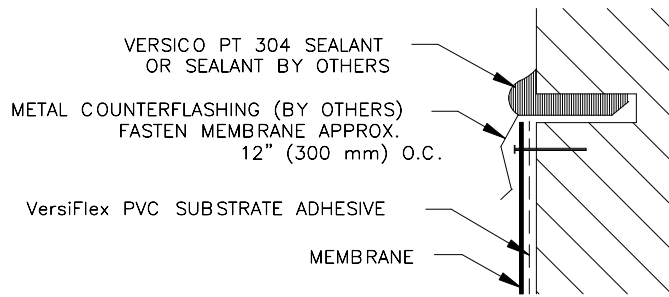 VERSICO PT 304 SEALANT
OR SEALANT BY OTHERS
METAL COUNTERFLASHING (BY OTHERS)
FASTEN MEMBRANE APPROX.
12" (300 mm) O.C.
VersiFlex PVC SUBSTRATE ADHESIVE
MEMBRANE